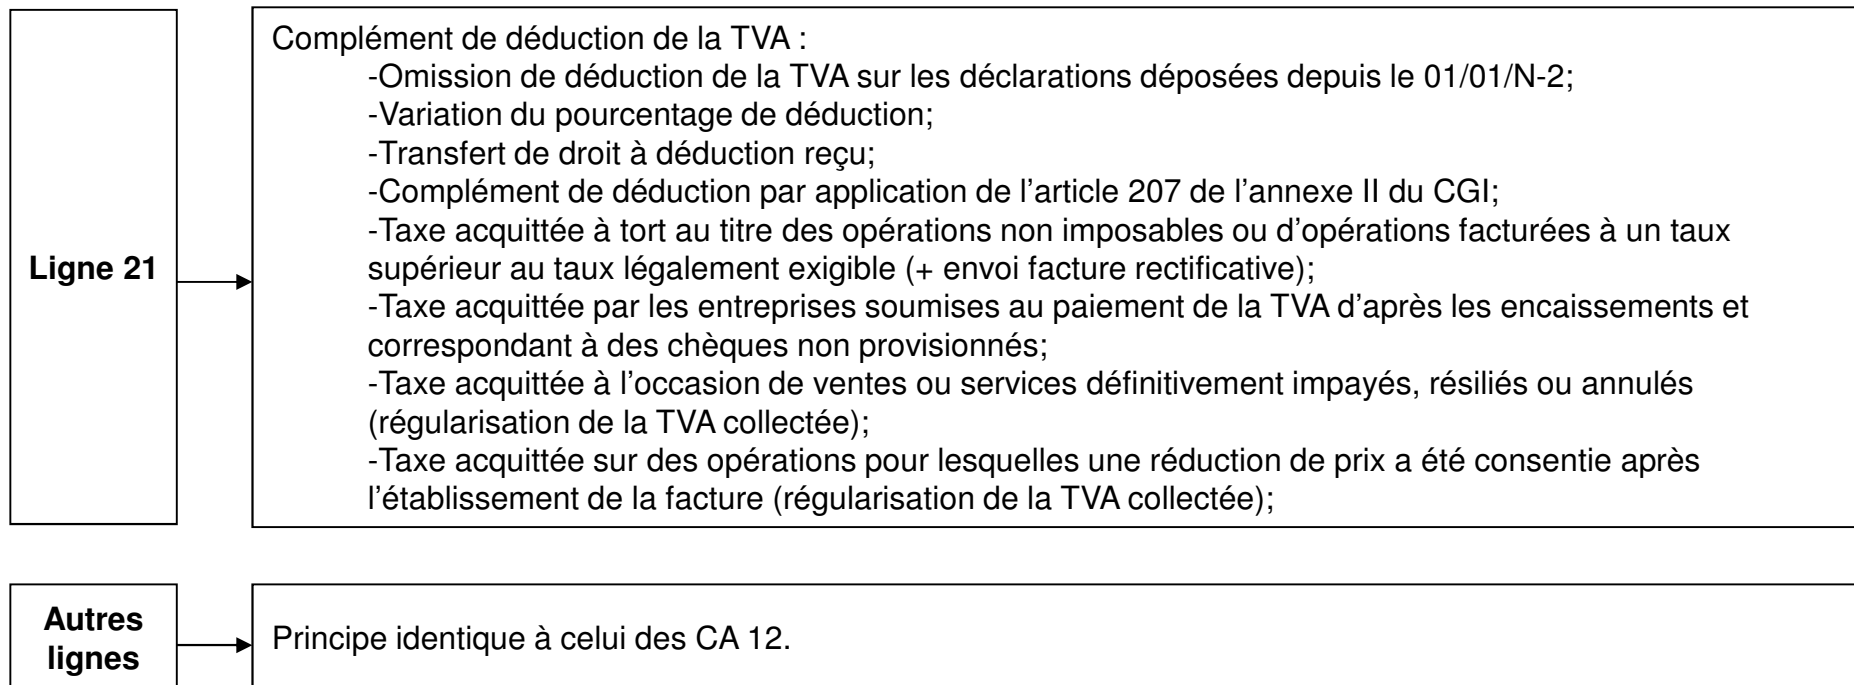 Ligne 21
Complément de déduction de la TVA :
-Omission de déduction de la TVA sur les déclarations déposées depuis le 01/01/N-2;
-Variation du pourcentage de déduction;
-Transfert de droit à déduction reçu;
-Complément de déduction par application de l’article 207 de l’annexe II du CGI;
-Taxe acquittée à tort au titre des opérations non imposables ou d’opérations facturées à un taux
supérieur au taux légalement exigible (+ envoi facture rectificative);
-Taxe acquittée par les entreprises soumises au paiement de la TVA d’après les encaissements et
correspondant à des chèques non provisionnés;
-Taxe acquittée à l’occasion de ventes ou services définitivement impayés, résiliés ou annulés
(régularisation de la TVA collectée);
-Taxe acquittée sur des opérations pour lesquelles une réduction de prix a été consentie après
l’établissement de la facture (régularisation de la TVA collectée);
Autres
lignes
Principe identique à celui des CA 12.